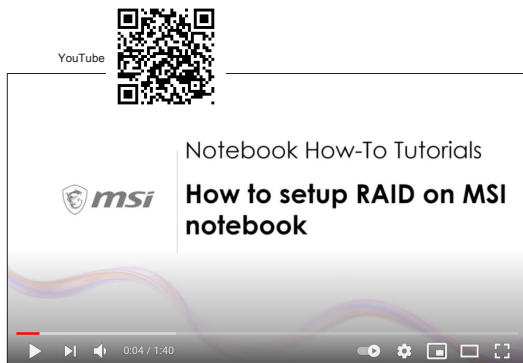 YouTube
Notebook How-To Tutorials
msi
How to setup RAID on MSI
notebook
0:04 / 1:40